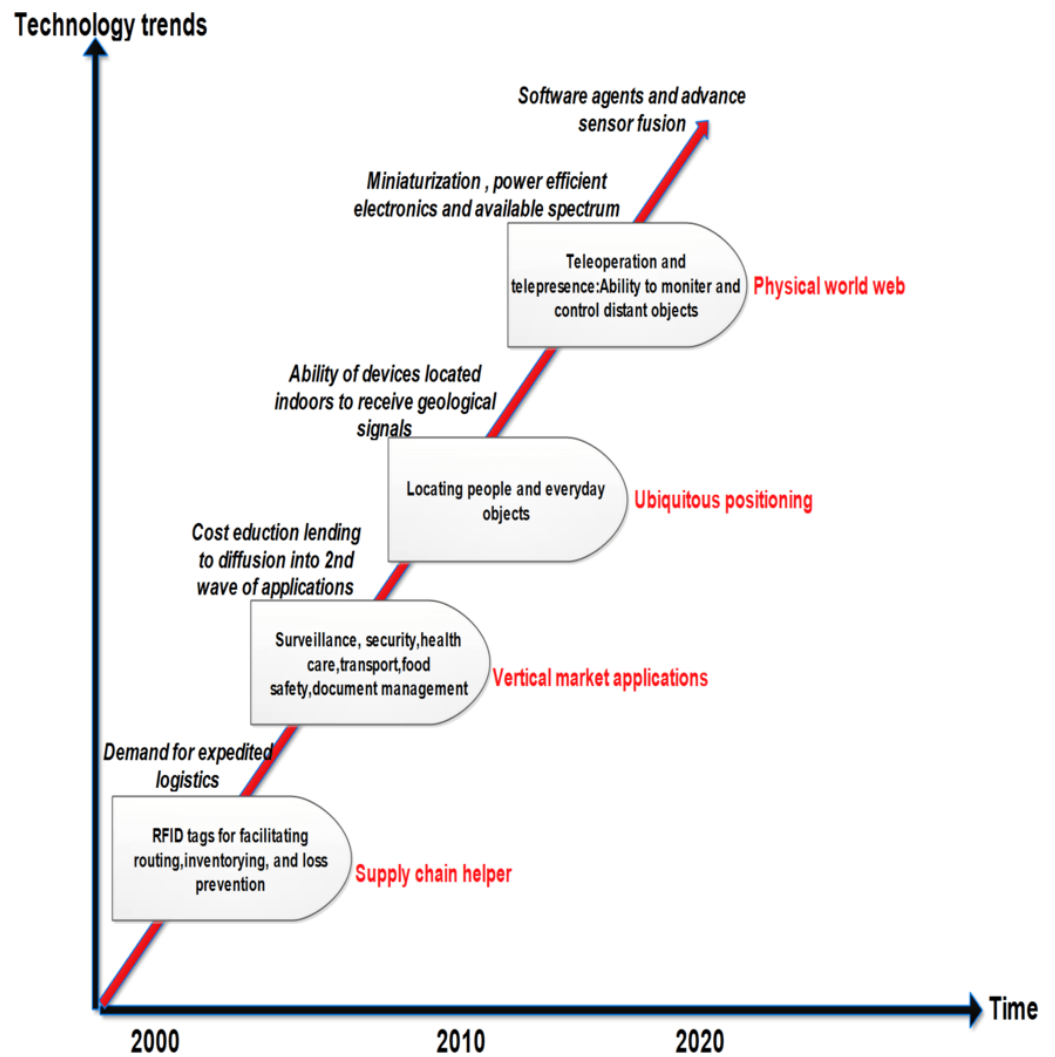 Technology trends
Software agents and advance
sensor fusion
Miniaturization , power efficient
electronics and available spectrum
Teleoperation and
telepresence:Ability to moniter and
control distant objects
Physical world web
Ability of devices located
indoors to receive geological
signals
Locating people and everyday
objects
Ubiquitous positioning
Cost eduction lending
to diffusion into 2nd
wave of applications
Surveillance, security,health
care,transport,food
safety,document management
Vertical market applications
Demand for expedited
logistics
RFID tags for facilitating
routing,inventorying, and loss
prevention
Supply chain helper
Time
2000
2010
2020